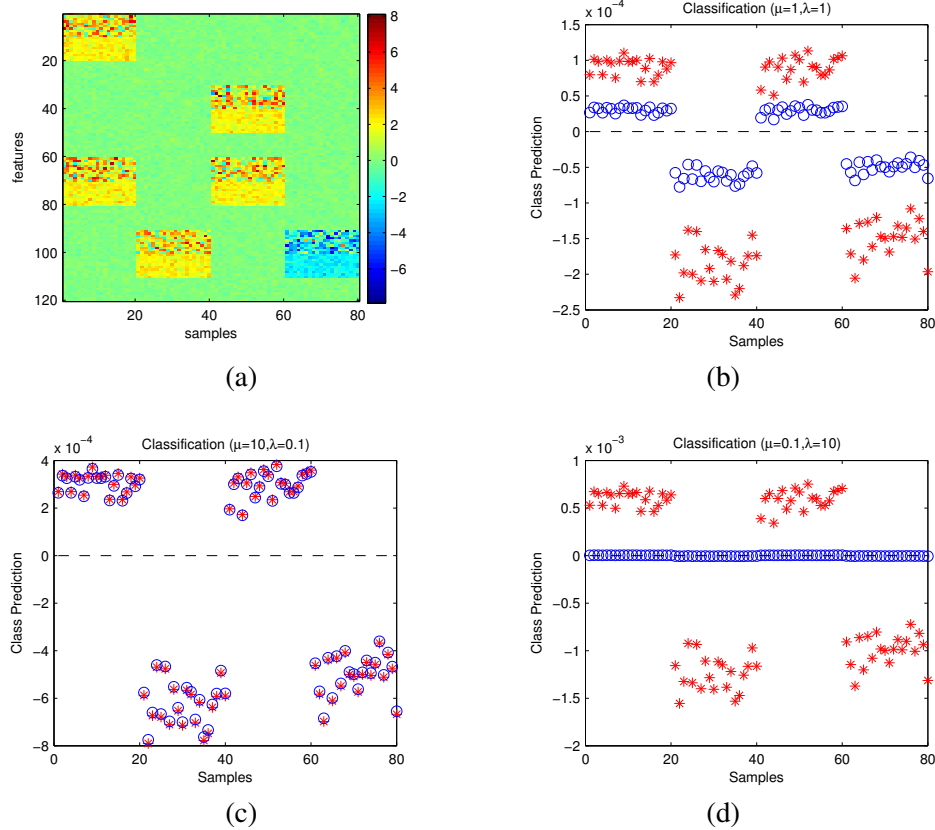 20
40
60
80
100
120
features
20 40 60 80
samples
8
6
4
2
0
−2
−4
−6
(a)
x 10⁻⁴
Classification (μ=1,λ=1)
1.5
1
0.5
0
−0.5
−1
−1.5
−2
−2.5
Class Prediction
0 20 40 60 80
Samples
(b)
x 10⁻⁴
Classification (μ=10,λ=0.1)
4
2
0
−2
−4
−6
−8
Class Prediction
0 20 40 60 80
Samples
(c)
x 10⁻³
Classification (μ=0.1,λ=10)
1
0.5
0
−0.5
−1
−1.5
−2
Class Prediction
0 20 40 60 80
Samples
(d)